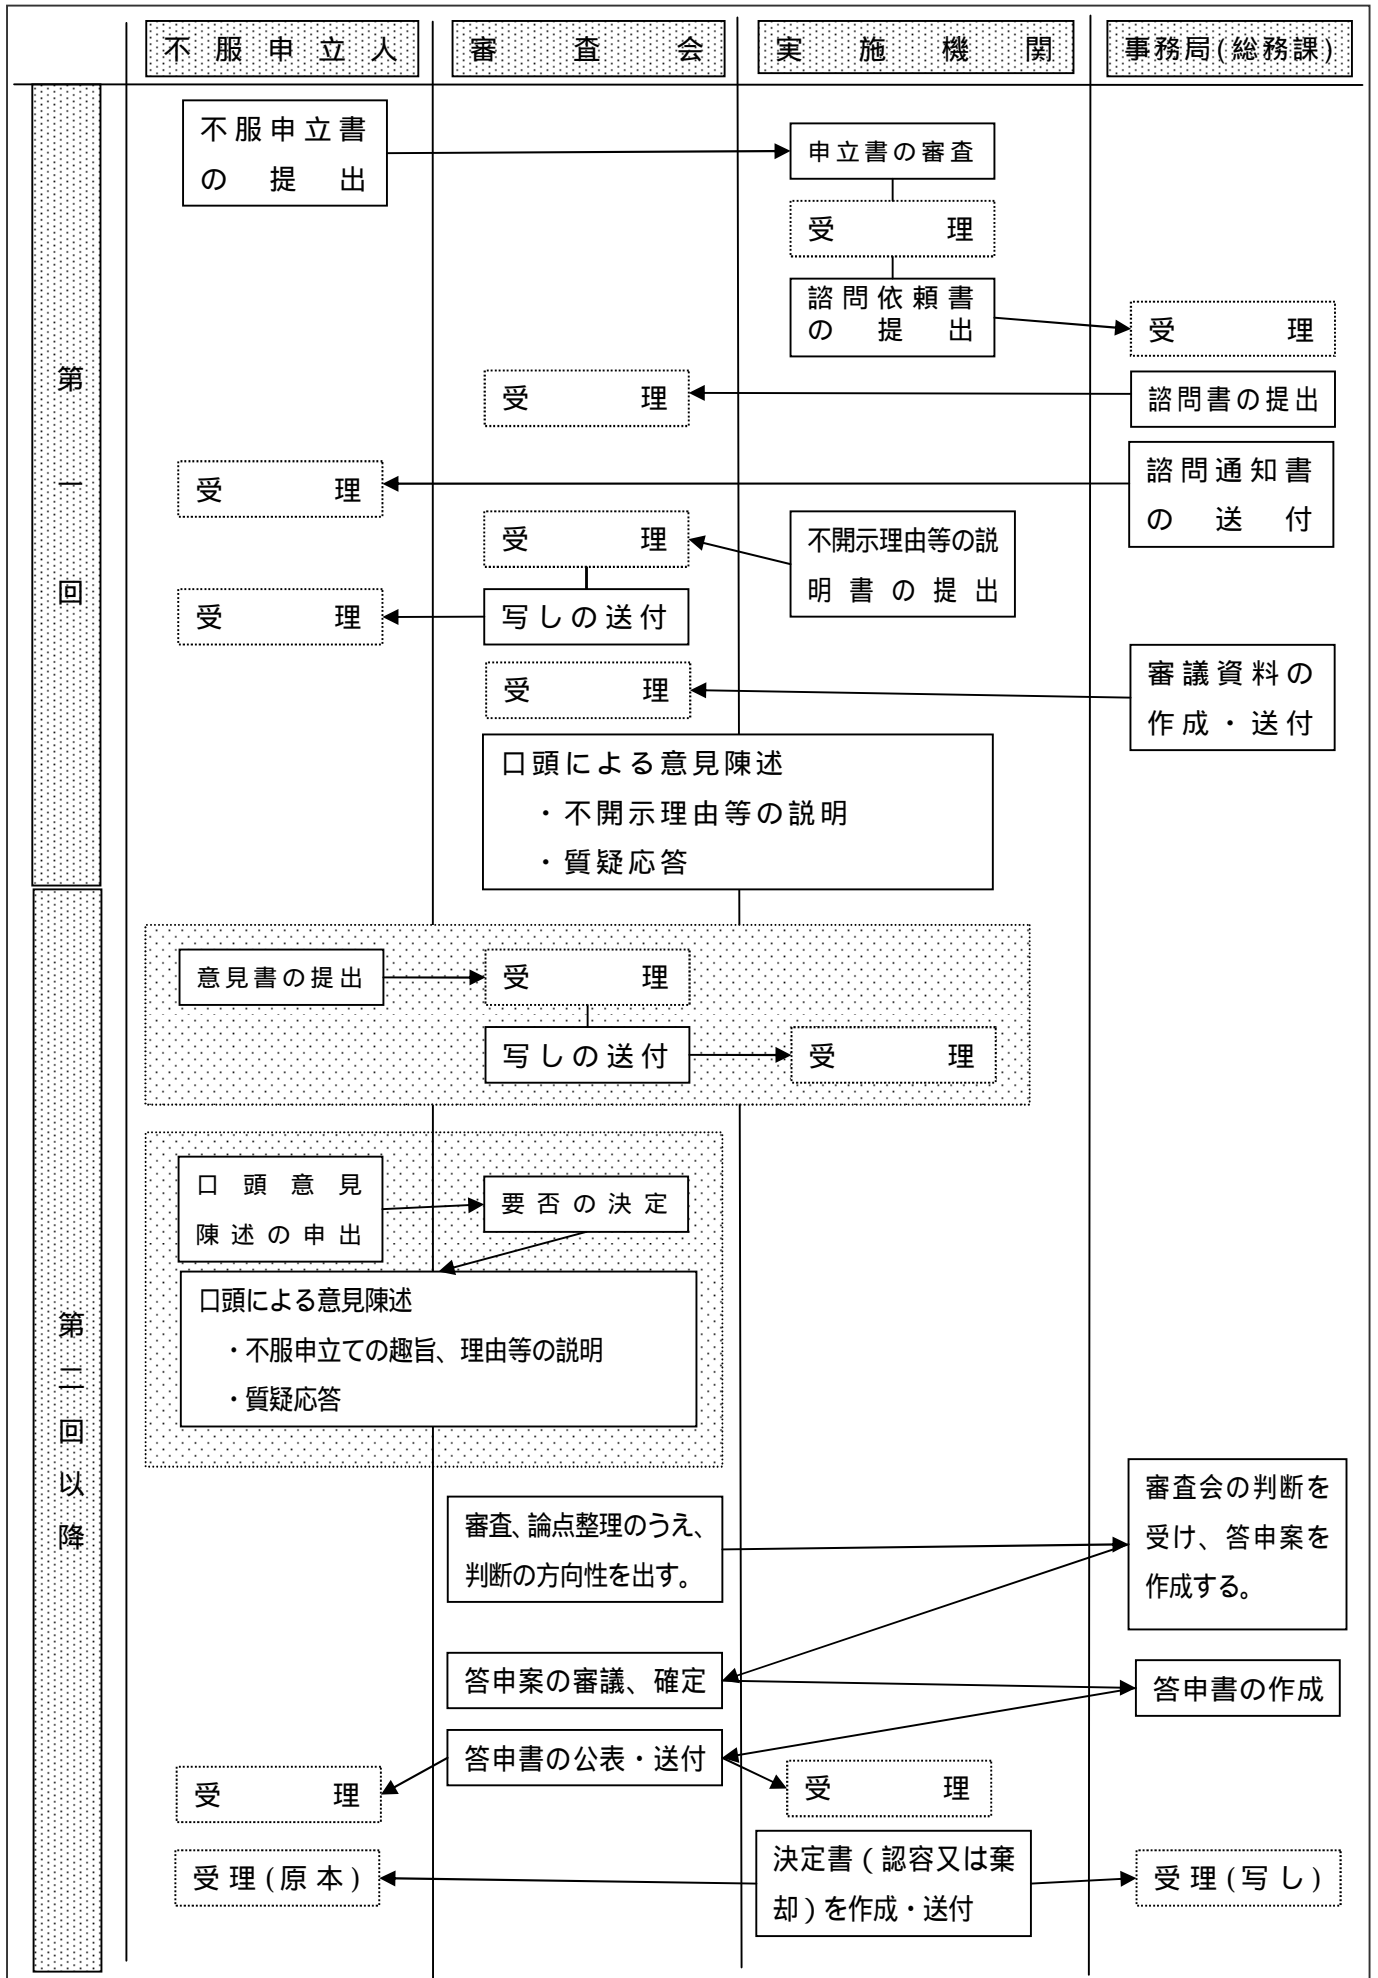 不服申立人
審査会
実施機関
事務局(総務課)
第一回
不服申立書
の提出
申立書の審査
受理
諮問依頼書
の提出
受理
受理
諮問書の提出
受理
諮問通知書
の送付
受理
不開示理由等の説
明書の提出
受理
写しの送付
受理
審議資料の
作成・送付
口頭による意見陳述
・不開示理由等の説明
・質疑応答
第二回以降
意見書の提出
受理
写しの送付
受理
口頭意見
陳述の申出
要否の決定
口頭による意見陳述
・不服申立ての趣旨、理由等の説明
・質疑応答
審査、論点整理のうえ、
判断の方向性を出す。
審査会の判断を
受け、答申案を
作成する。
答申案の審議、確定
答申書の作成
答申書の公表・送付
受理
受理
決定書(認容又は棄
却)を作成・送付
受理(原本)
受理(写し)